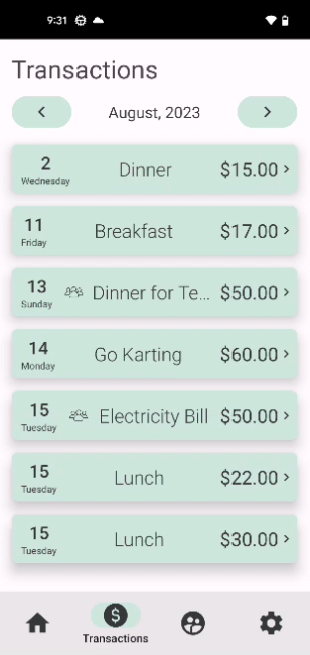 9:31
Transactions
August, 2023
2 Dinner $15.00
Wednesday
11 Breakfast $17.00
Friday
13 Dinner for Te... $50.00
Sunday
14 Go Karting $60.00
Monday
15 Electricity Bill $50.00
Tuesday
15 Lunch $22.00
Tuesday
15 Lunch $30.00
Tuesday
$
Transactions